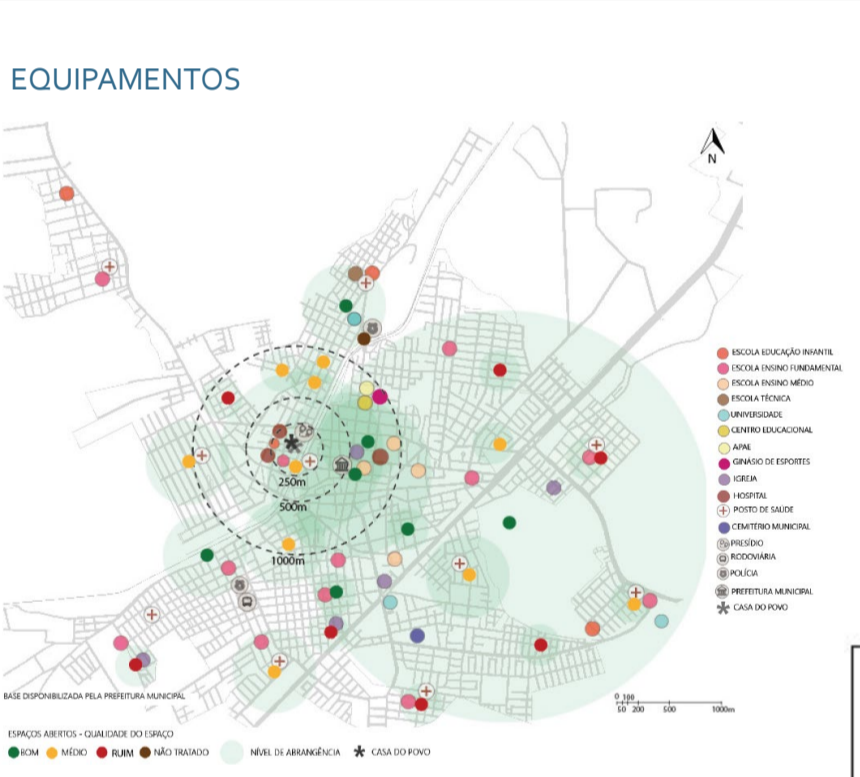 EQUIPAMENTOS
N
250m
500m
1000m
ESCOLA EDUCAÇÃO INFANTIL
ESCOLA ENSINO FUNDAMENTAL
ESCOLA ENSINO MÉDIO
ESCOLA TÉCNICA
UNIVERSIDADE
CENTRO EDUCACIONAL
APAE
GINÁSIO DE ESPORTES
IGREJA
HOSPITAL
POSTO DE SAÚDE
CEMITÉRIO MUNICIPAL
PRESÍDIO
RODOVIÁRIA
POLÍCIA
PREFEITURA MUNICIPAL
CASA DO POVO
BASE DISPONIBILIZADA PELA PREFEITURA MUNICIPAL
0 100
50 200 500 1000m
ESPAÇOS ABERTOS - QUALIDADE DO ESPAÇO
BOM MÉDIO RUIM NÃO TRATADO NÍVEL DE ABRANGÊNCIA CASA DO POVO